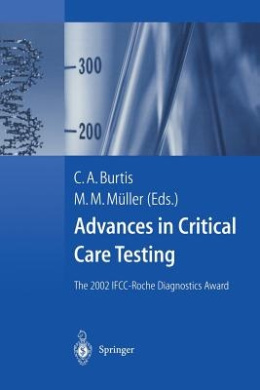 300
200
C. A. Burtis
M. M. Müller (Eds.)
Advances in Critical
Care Testing
The 2002 IFCC-Roche Diagnostics Award
Springer